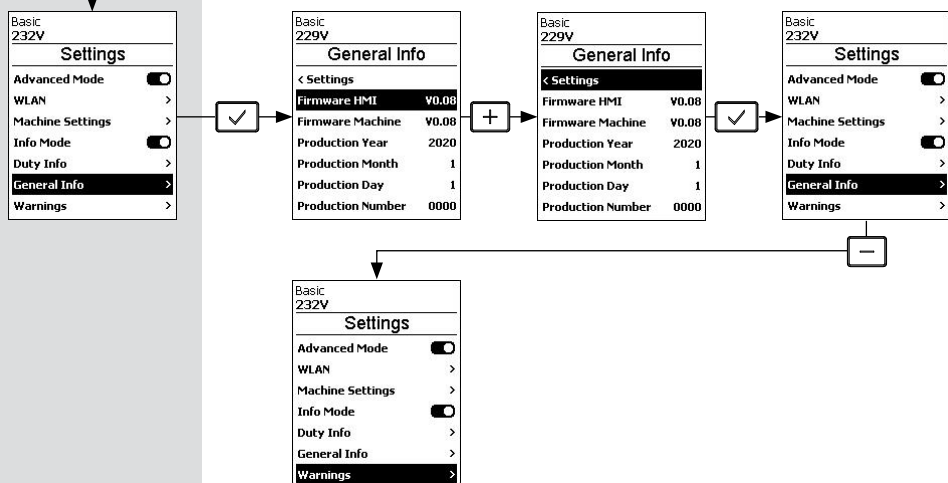 Basic
232V
Settings
Advanced Mode
WLAN >
Machine Settings >
Info Mode
Duty Info >
General Info >
Warnings >
Basic
229V
General Info
< Settings
Firmware HMI V0.08
Firmware Machine V0.08
Production Year 2020
Production Month 1
Production Day 1
Production Number 0000
+
Basic
229V
General Info
< Settings
Firmware HMI V0.08
Firmware Machine V0.08
Production Year 2020
Production Month 1
Production Day 1
Production Number 0000
Basic
232V
Settings
Advanced Mode
WLAN >
Machine Settings >
Info Mode
Duty Info >
General Info >
Warnings >
−
Basic
232V
Settings
Advanced Mode
WLAN >
Machine Settings >
Info Mode
Duty Info >
General Info >
Warnings >